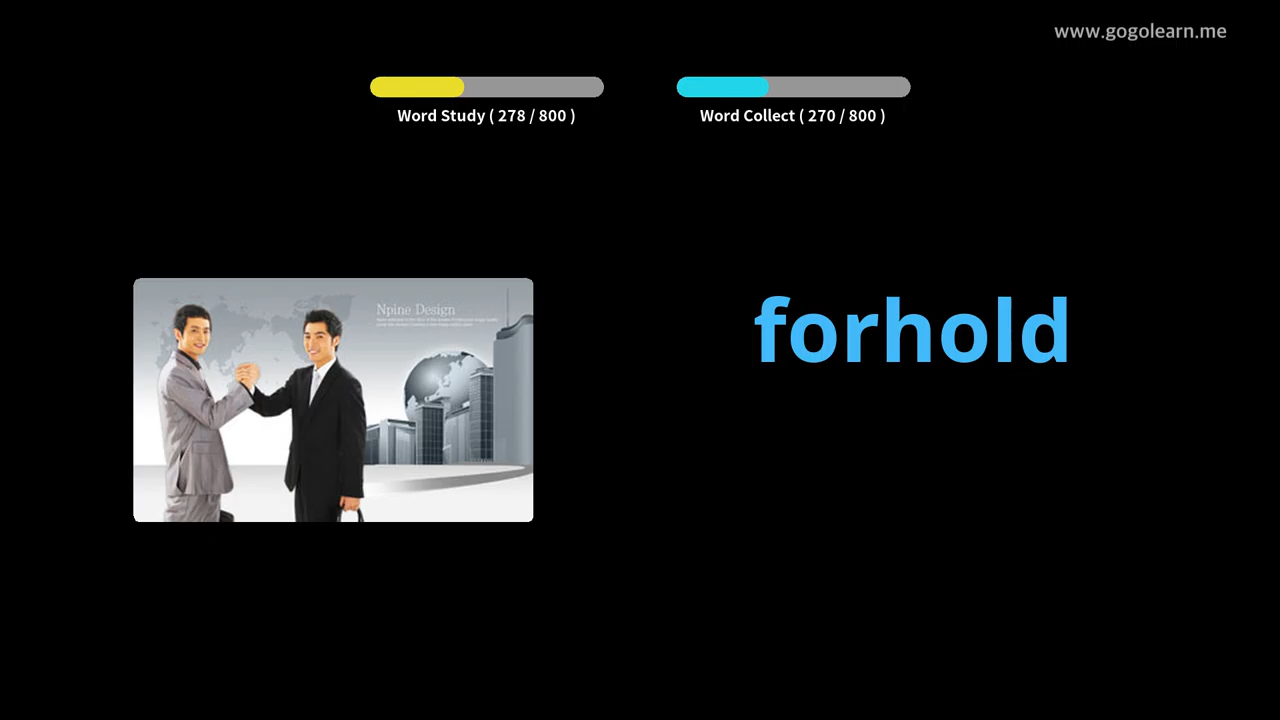 www.gogolearn.me
Word Study ( 278 / 800 )
Word Collect ( 270 / 800 )
Npine Design
forhold